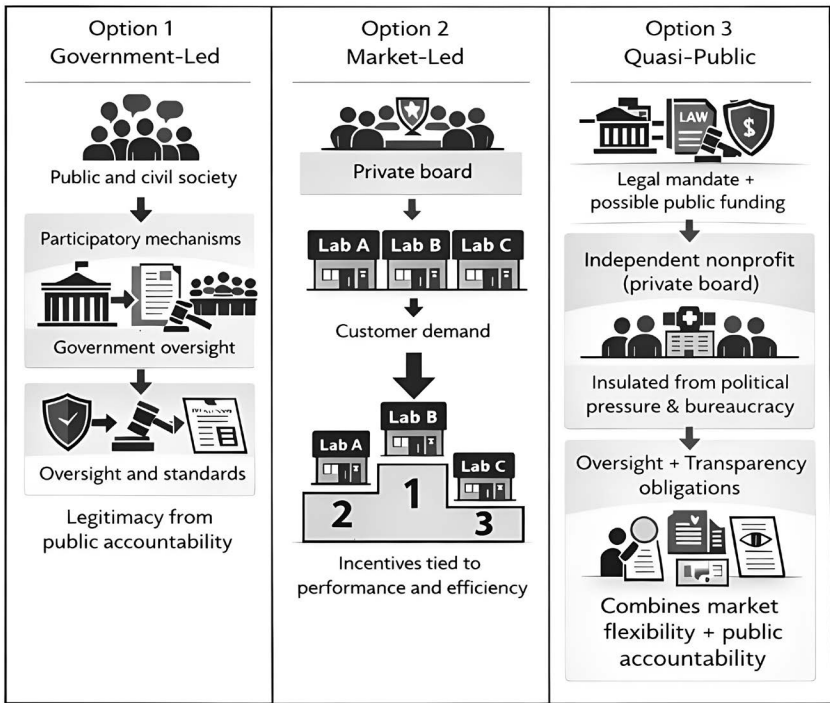 Option 1
Government-Led
Public and civil society
Participatory mechanisms
Government oversight
Oversight and standards
Legitimacy from
public accountability
Option 2
Market-Led
Private board
Lab A
Lab B
Lab C
Customer demand
Lab B
Lab A
Lab C
1
2
3
Incentives tied to
performance and efficiency
Option 3
Quasi-Public
LAW
$
Legal mandate +
possible public funding
Independent nonprofit
(private board)
Insulated from political
pressure & bureaucracy
Oversight + Transparency
obligations
Combines market
flexibility + public
accountability